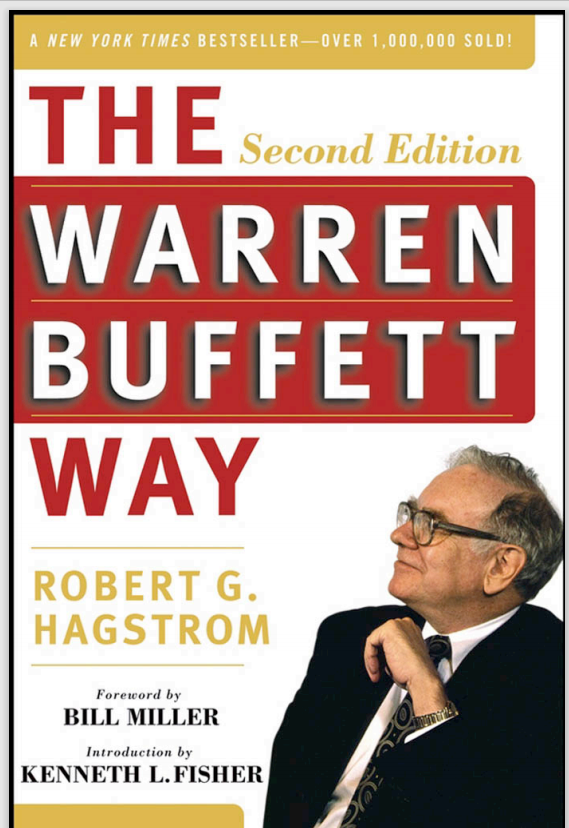 A NEW YORK TIMES BESTSELLER—OVER 1,000,000 SOLD!
THE
Second Edition
WARREN
BUFFETT
WAY
ROBERT G.
HAGSTROM
Foreword by
BILL MILLER
Introduction by
KENNETH L. FISHER